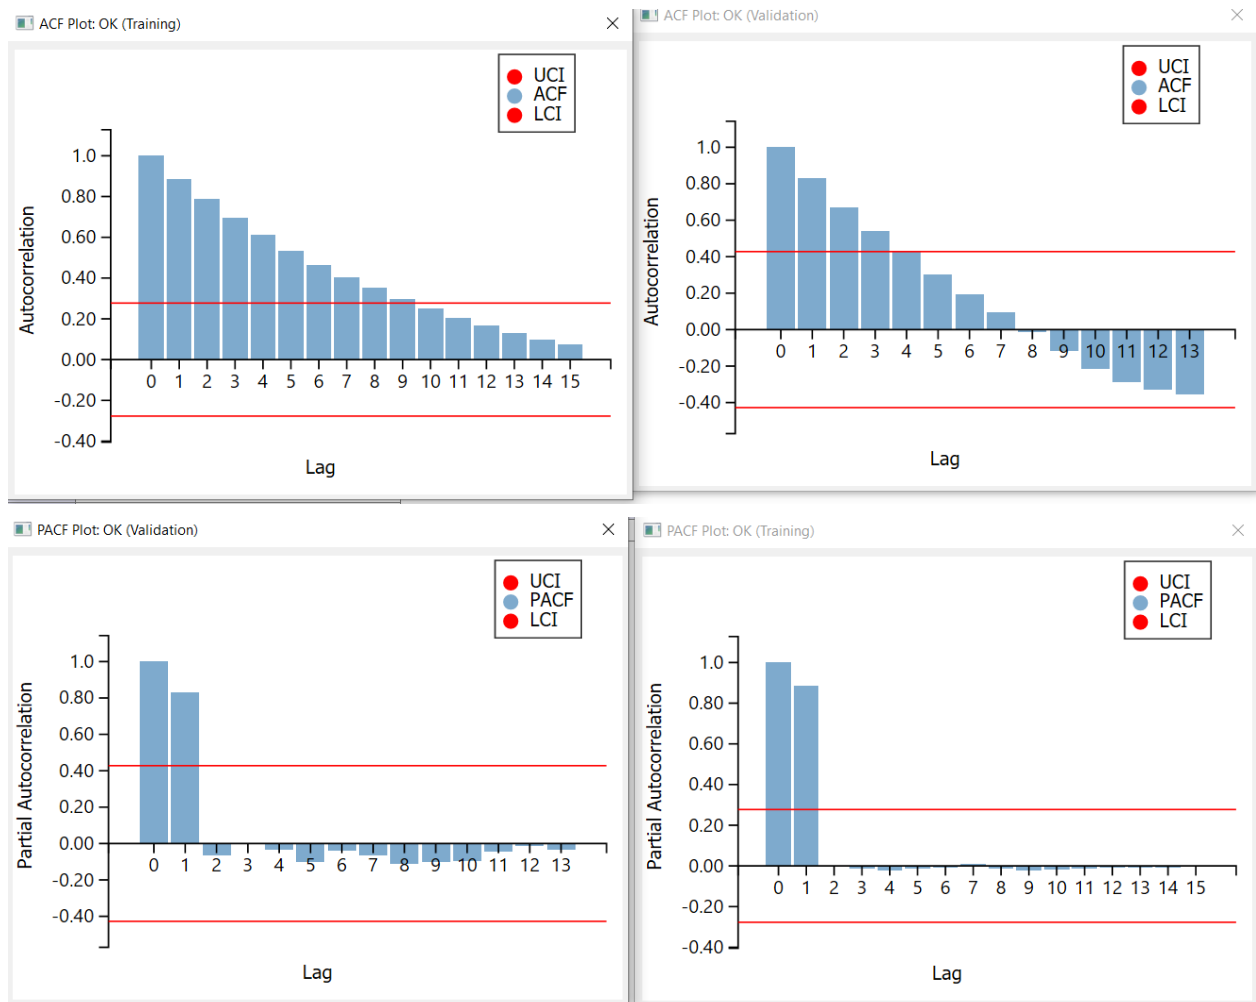 ACF Plot: OK (Training)
UCI
ACF
LCI
1.0
0.80
0.60
0.40
0.20
0.00
-0.20
-0.40
Autocorrelation
0 1 2 3 4 5 6 7 8 9 10 11 12 13 14 15
Lag
ACF Plot: OK (Validation)
UCI
ACF
LCI
1.0
0.80
0.60
0.40
0.20
0.00
-0.20
-0.40
Autocorrelation
0 1 2 3 4 5 6 7 8 9 10 11 12 13
Lag
PACF Plot: OK (Validation)
UCI
PACF
LCI
1.0
0.80
0.60
0.40
0.20
0.00
-0.20
-0.40
Partial Autocorrelation
0 1 2 3 4 5 6 7 8 9 10 11 12 13
Lag
PACF Plot: OK (Training)
UCI
PACF
LCI
1.0
0.80
0.60
0.40
0.20
0.00
-0.20
-0.40
Partial Autocorrelation
0 1 2 3 4 5 6 7 8 9 10 11 12 13 14 15
Lag